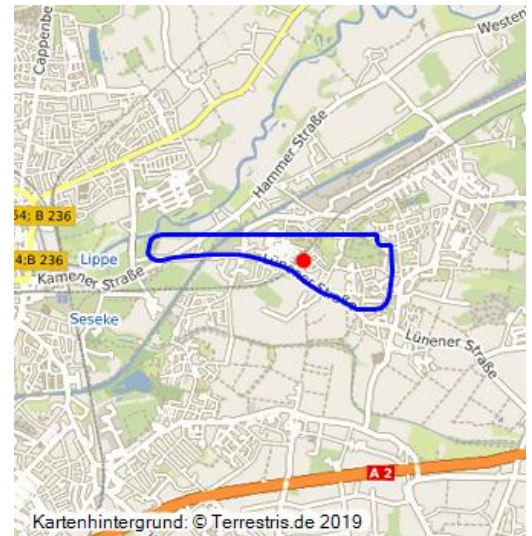 Cappenbe
Westen
Hammer Straße
54; B 236
Lippe
4;B 236
Kamener Straße
Lünener Straße
Seseke
Lünener Straße
A 2
Kartenhintergrund: © Terrestris.de 2019